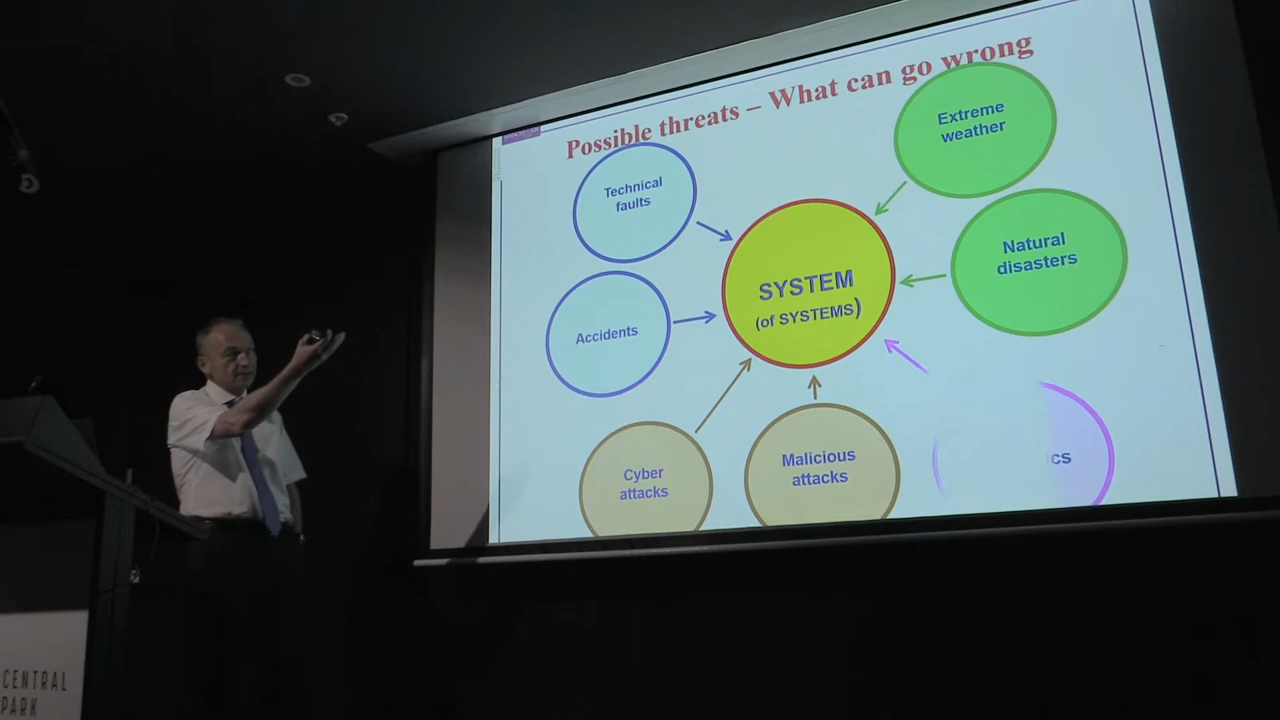 Possible threats – What can go wrong
Extreme
weather
Technical
faults
Natural
disasters
SYSTEM
(of SYSTEMS)
Accidents
Cyber
attacks
Malicious
attacks
cs
CENTRAL
PARK